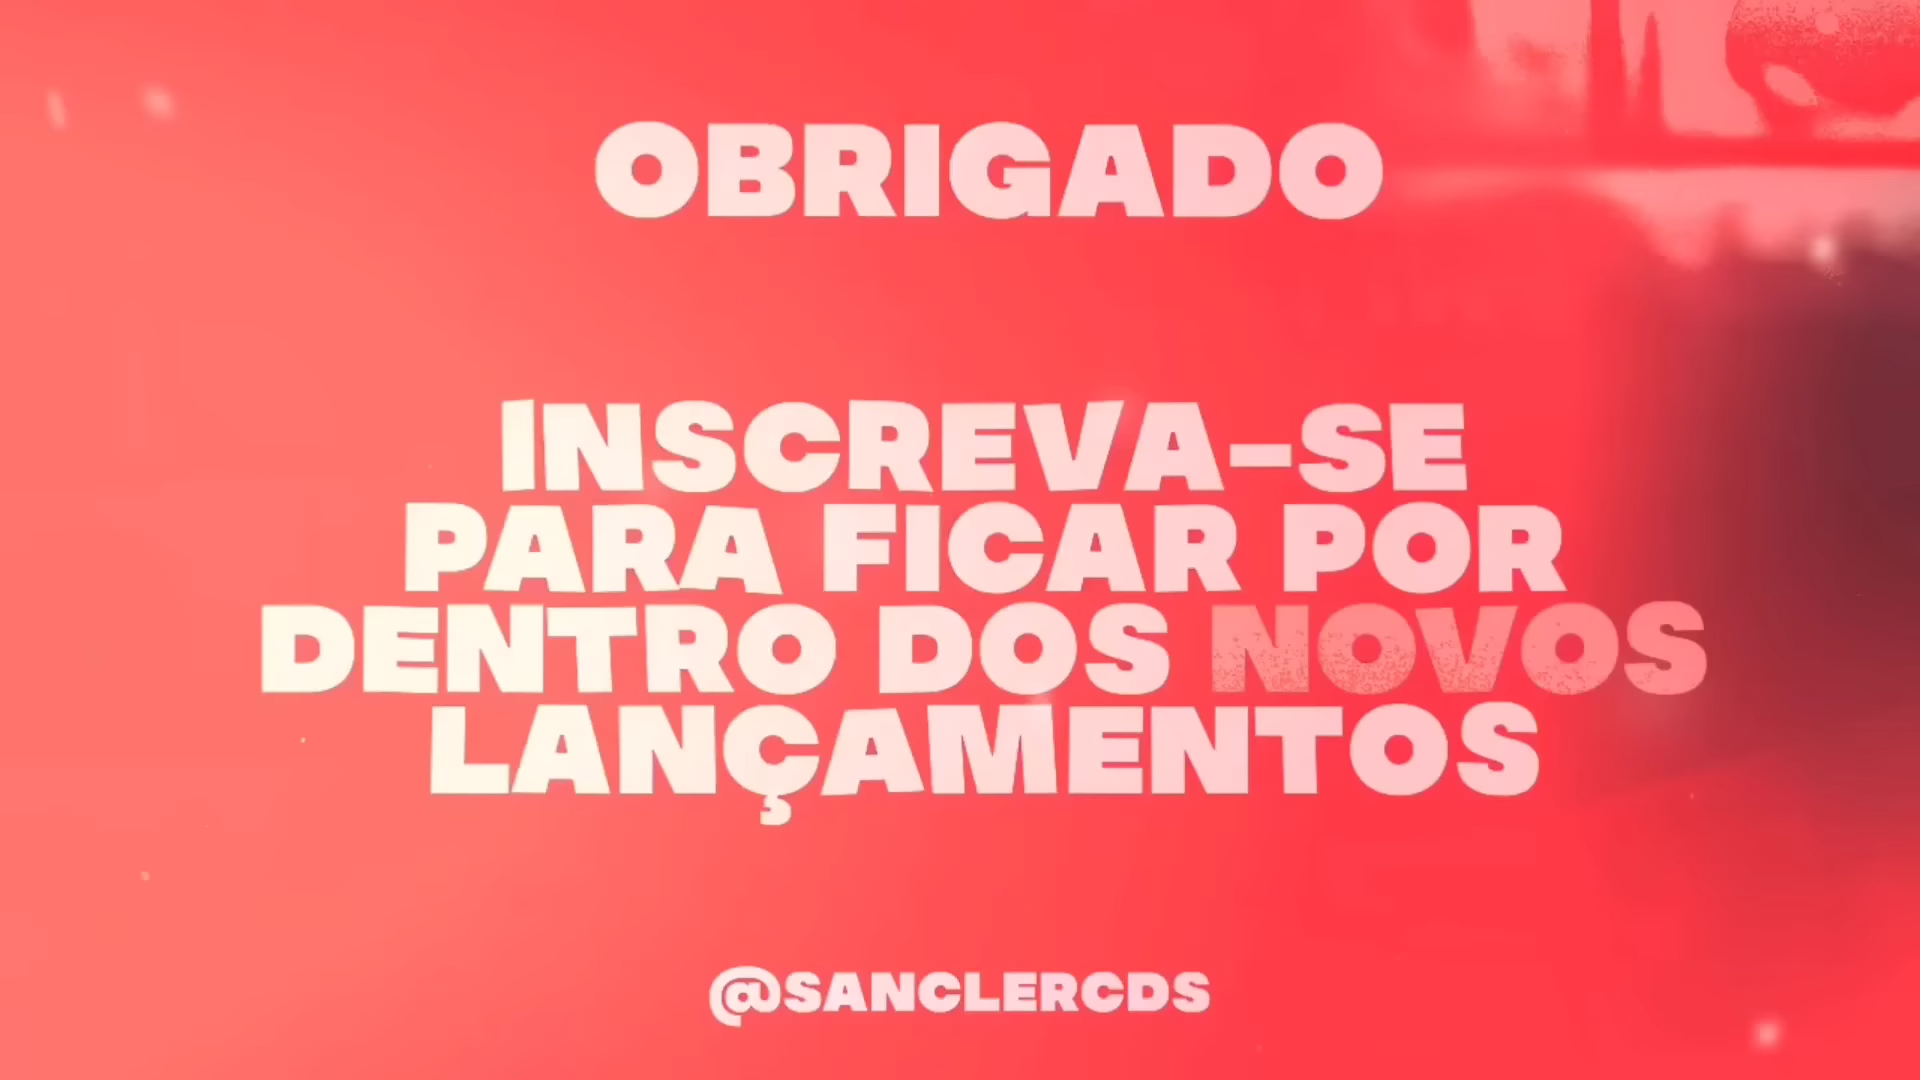 OBRIGADO
INSCREVA-SE
PARA FICAR POR
DENTRO DOS NOVOS
LANÇAMENTOS
@SANCLERCDS